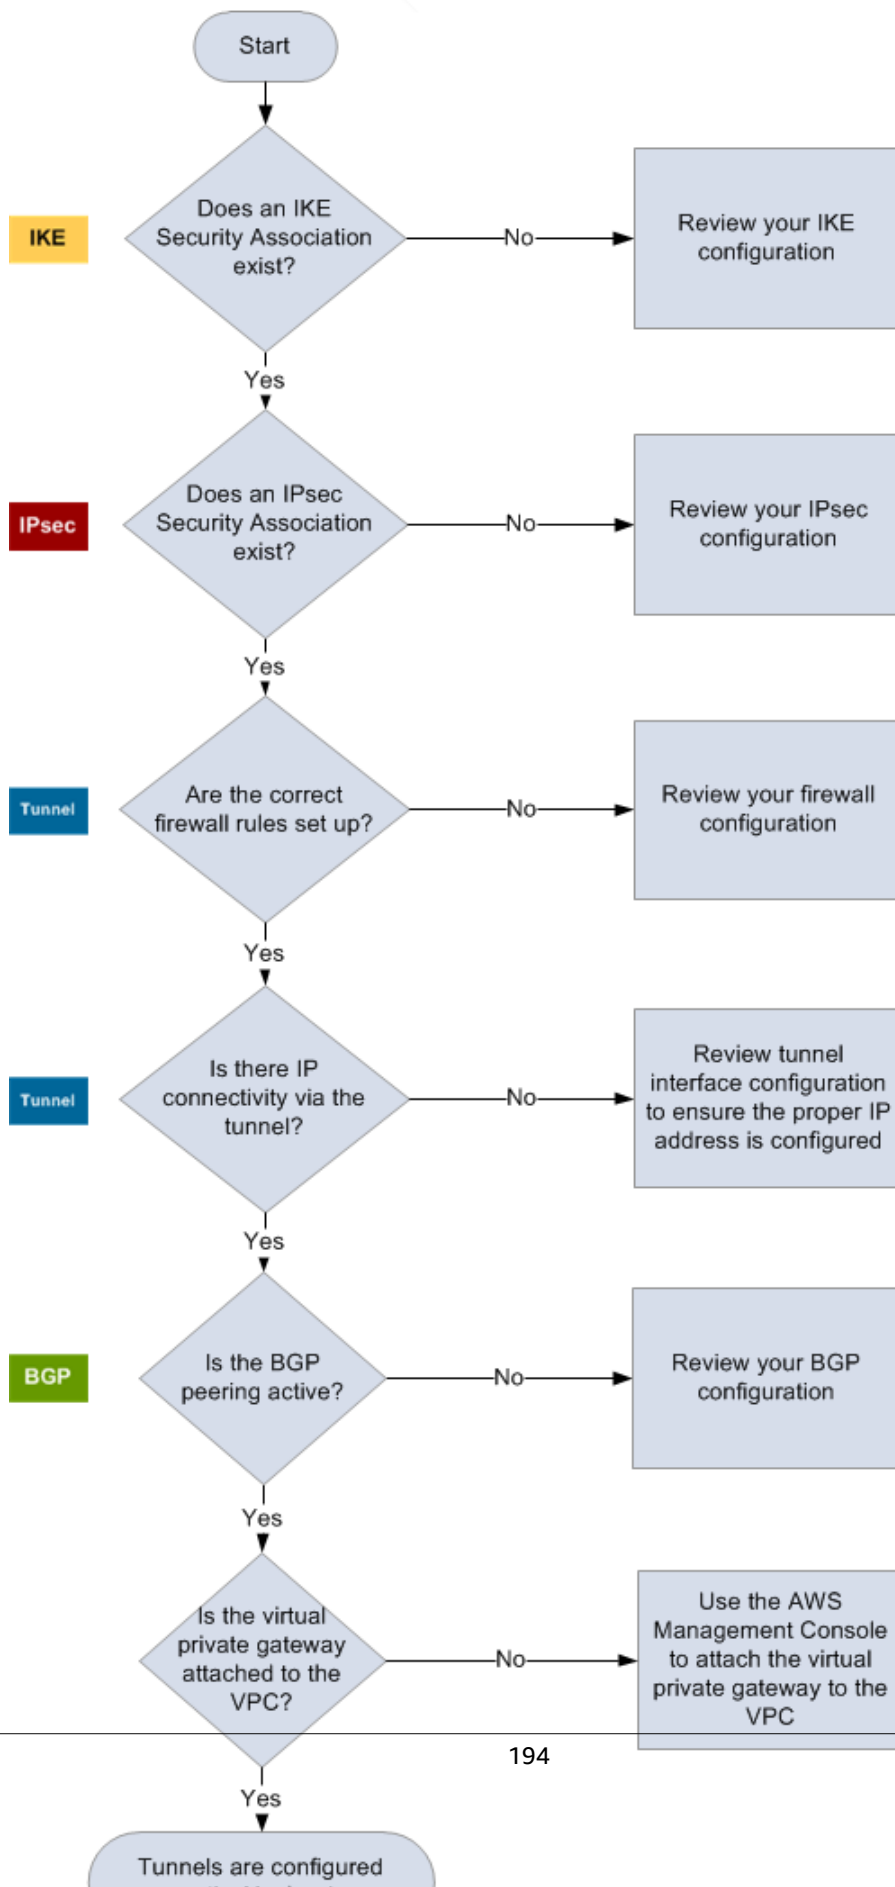 Start
IKE
Does an IKE
Security Association
exist?
No
Review your IKE
configuration
Yes
IPsec
Does an IPsec
Security Association
exist?
No
Review your IPsec
configuration
Yes
Tunnel
Are the correct
firewall rules set up?
No
Review your firewall
configuration
Yes
Tunnel
Is there IP
connectivity via the
tunnel?
No
Review tunnel
interface configuration
to ensure the proper IP
address is configured
Yes
BGP
Is the BGP
peering active?
No
Review your BGP
configuration
Yes
Is the virtual
private gateway
attached to the
VPC?
No
Use the AWS
Management Console
to attach the virtual
private gateway to the
VPC
194
Yes
Tunnels are configured